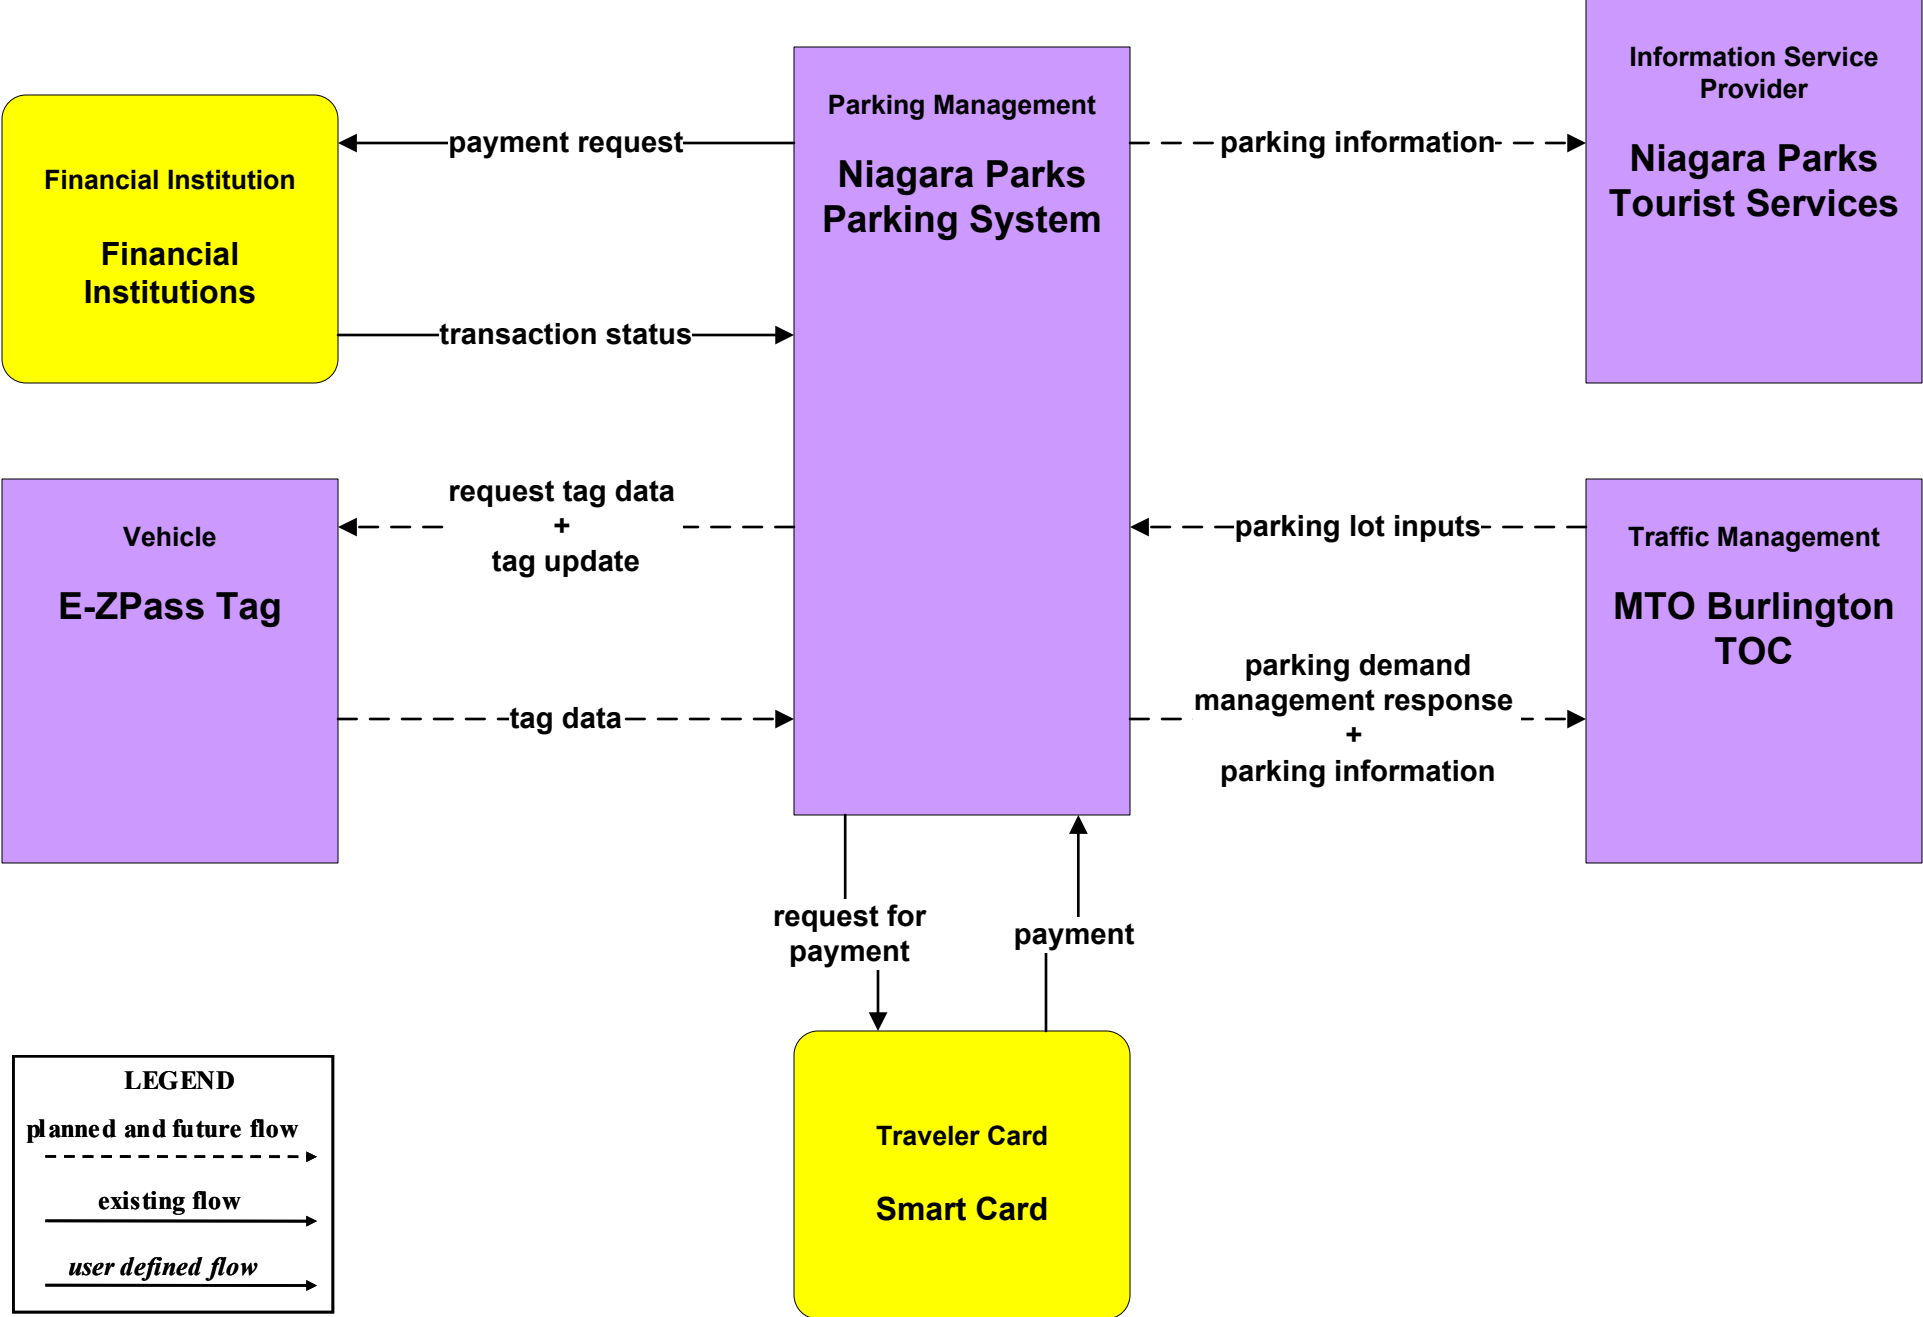 Financial Institution
Financial
Institutions
payment request
transaction status
Parking Management
Niagara Parks
Parking System
parking information
Information Service
Provider
Niagara Parks
Tourist Services
Vehicle
E-ZPass Tag
request tag data
+
tag update
tag data
parking lot inputs
parking demand
management response
+
parking information
Traffic Management
MTO Burlington
TOC
request for
payment
payment
Traveler Card
Smart Card
LEGEND
planned and future flow
existing flow
user defined flow